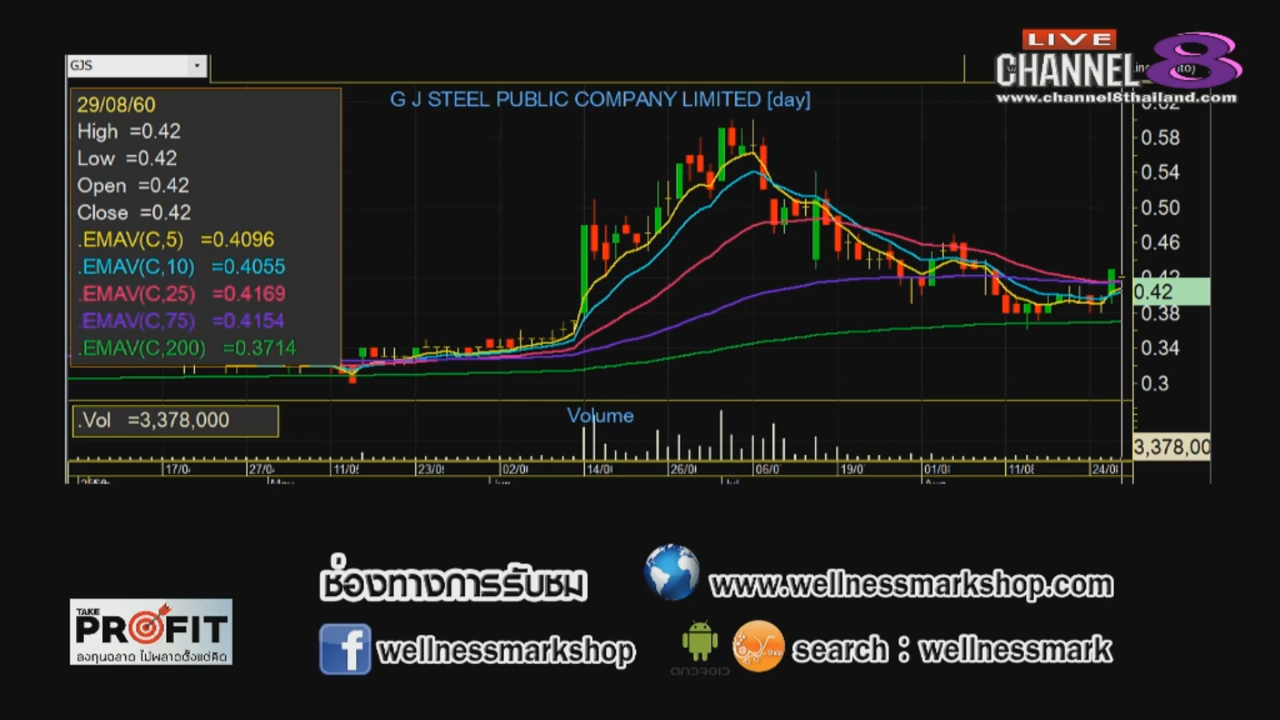 GJS
LIVE
CHANNEL 8
www.channel8thailand.com
G J STEEL PUBLIC COMPANY LIMITED [day]
29/08/60
High =0.42
Low =0.42
Open =0.42
Close =0.42
.EMAV(C,5) =0.4096
.EMAV(C,10) =0.4055
.EMAV(C,25) =0.4169
.EMAV(C,75) =0.4154
.EMAV(C,200) =0.3714
0.62
0.58
0.54
0.50
0.46
0.42
0.42
0.38
0.34
0.3
.Vol =3,378,000
Volume
3,378,00
17/0 27/0 11/0 23/0 02/0 14/0 26/0 06/0 19/0 01/0 11/0 24/0
ช่องทางการรับชม
www.wellnessmarkshop.com
TAKE
PROFIT
ลงทุนฉลาด ไม่พลาดตั้งแต่คิด
wellnessmarkshop
ANDROID
search : wellnessmark